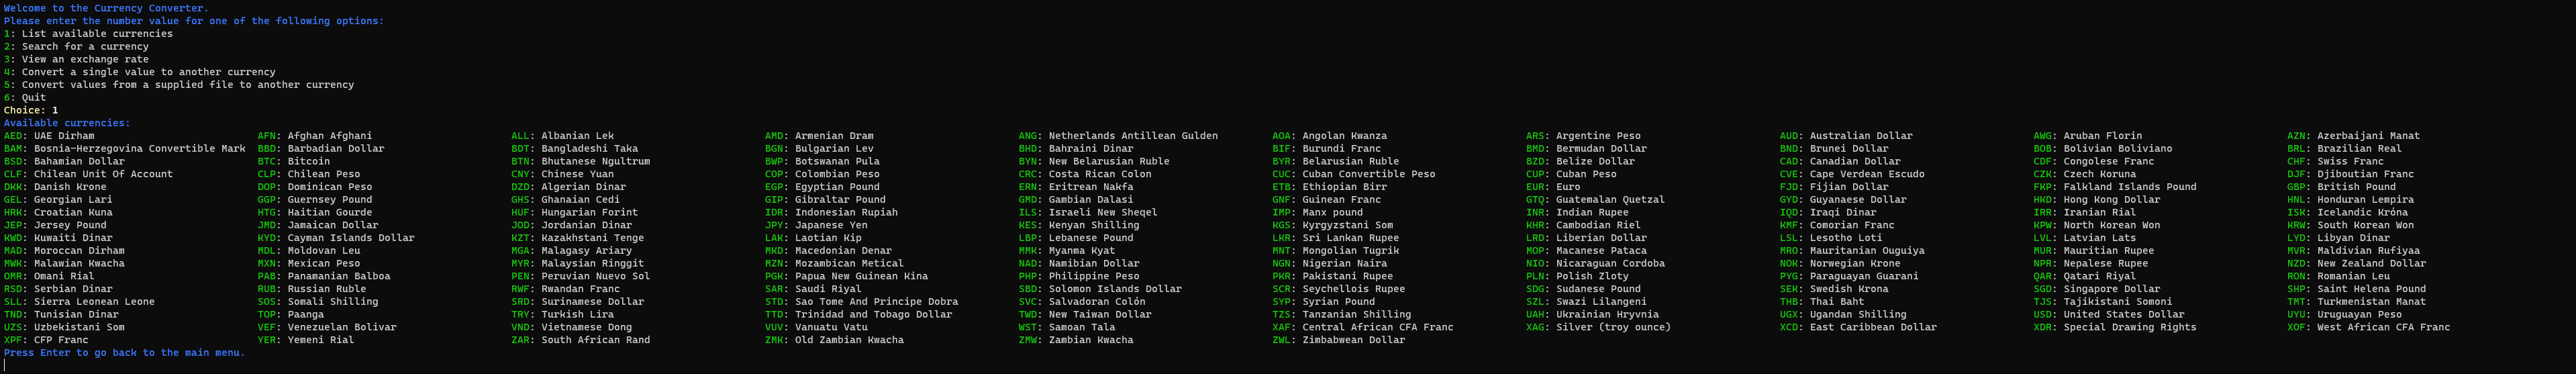 Welcome to the Currency Converter.
Please enter the number value for one of the following options:
1: List available currencies
2: Search for a currency
3: View an exchange rate
4: Convert a single value to another currency
5: Convert values from a supplied file to another currency
6: Quit
Choice: 1
Available currencies:
AED: UAE Dirham AFN: Afghan Afghani ALL: Albanian Lek AMD: Armenian Dram ANG: Netherlands Antillean Gulden AOA: Angolan Kwanza ARS: Argentine Peso AUD: Australian Dollar AWG: Aruban Florin AZN: Azerbaijani Manat
BAM: Bosnia-Herzegovina Convertible Mark BBD: Barbadian Dollar BDT: Bangladeshi Taka BGN: Bulgarian Lev BHD: Bahraini Dinar BIF: Burundi Franc BMD: Bermudan Dollar BND: Brunei Dollar BOB: Bolivian Boliviano BRL: Brazilian Real
BSD: Bahamian Dollar BTC: Bitcoin BTN: Bhutanese Ngultrum BWP: Botswanan Pula BYN: New Belarusian Ruble BYR: Belarusian Ruble BZD: Belize Dollar CAD: Canadian Dollar CDF: Congolese Franc CHF: Swiss Franc
CLF: Chilean Unit Of Account CLP: Chilean Peso CNY: Chinese Yuan COP: Colombian Peso CRC: Costa Rican Colon CUC: Cuban Convertible Peso CUP: Cuban Peso CVE: Cape Verdean Escudo CZK: Czech Koruna DJF: Djiboutian Franc
DKK: Danish Krone DOP: Dominican Peso DZD: Algerian Dinar EGP: Egyptian Pound ERN: Eritrean Nakfa ETB: Ethiopian Birr EUR: Euro FJD: Fijian Dollar FKP: Falkland Islands Pound GBP: British Pound
GEL: Georgian Lari GGP: Guernsey Pound GHS: Ghanaian Cedi GIP: Gibraltar Pound GMD: Gambian Dalasi GNF: Guinean Franc GTQ: Guatemalan Quetzal GYD: Guyanaese Dollar HKD: Hong Kong Dollar HNL: Honduran Lempira
HRK: Croatian Kuna HTG: Haitian Gourde HUF: Hungarian Forint IDR: Indonesian Rupiah ILS: Israeli New Sheqel IMP: Manx pound INR: Indian Rupee IQD: Iraqi Dinar IRR: Iranian Rial ISK: Icelandic Króna
JEP: Jersey Pound JMD: Jamaican Dollar JOD: Jordanian Dinar JPY: Japanese Yen KES: Kenyan Shilling KGS: Kyrgyzstani Som KHR: Cambodian Riel KMF: Comorian Franc KPW: North Korean Won KRW: South Korean Won
KWD: Kuwaiti Dinar KYD: Cayman Islands Dollar KZT: Kazakhstani Tenge LAK: Laotian Kip LBP: Lebanese Pound LKR: Sri Lankan Rupee LRD: Liberian Dollar LSL: Lesotho Loti LVL: Latvian Lats LYD: Libyan Dinar
MAD: Moroccan Dirham MDL: Moldovan Leu MGA: Malagasy Ariary MKD: Macedonian Denar MMK: Myanma Kyat MNT: Mongolian Tugrik MOP: Macanese Pataca MRO: Mauritanian Ouguiya MUR: Mauritian Rupee MVR: Maldivian Rufiyaa
MWK: Malawian Kwacha MXN: Mexican Peso MYR: Malaysian Ringgit MZN: Mozambican Metical NAD: Namibian Dollar NGN: Nigerian Naira NIO: Nicaraguan Cordoba NOK: Norwegian Krone NPR: Nepalese Rupee NZD: New Zealand Dollar
OMR: Omani Rial PAB: Panamanian Balboa PEN: Peruvian Nuevo Sol PGK: Papua New Guinean Kina PHP: Philippine Peso PKR: Pakistani Rupee PLN: Polish Zloty PYG: Paraguayan Guarani QAR: Qatari Riyal RON: Romanian Leu
RSD: Serbian Dinar RUB: Russian Ruble RWF: Rwandan Franc SAR: Saudi Riyal SBD: Solomon Islands Dollar SCR: Seychellois Rupee SDG: Sudanese Pound SEK: Swedish Krona SGD: Singapore Dollar SHP: Saint Helena Pound
SLL: Sierra Leonean Leone SOS: Somali Shilling SRD: Surinamese Dollar STD: Sao Tome And Principe Dobra SVC: Salvadoran Colón SYP: Syrian Pound SZL: Swazi Lilangeni THB: Thai Baht TJS: Tajikistani Somoni TMT: Turkmenistan Manat
TND: Tunisian Dinar TOP: Paanga TRY: Turkish Lira TTD: Trinidad and Tobago Dollar TWD: New Taiwan Dollar TZS: Tanzanian Shilling UAH: Ukrainian Hryvnia UGX: Ugandan Shilling USD: United States Dollar UYU: Uruguayan Peso
UZS: Uzbekistani Som VEF: Venezuelan Bolivar VND: Vietnamese Dong VUV: Vanuatu Vatu WST: Samoan Tala XAF: Central African CFA Franc XAG: Silver (troy ounce) XCD: East Caribbean Dollar XDR: Special Drawing Rights XOF: West African CFA Franc
XPF: CFP Franc YER: Yemeni Rial ZAR: South African Rand ZMK: Old Zambian Kwacha ZMW: Zambian Kwacha ZWL: Zimbabwean Dollar
Press Enter to go back to the main menu.